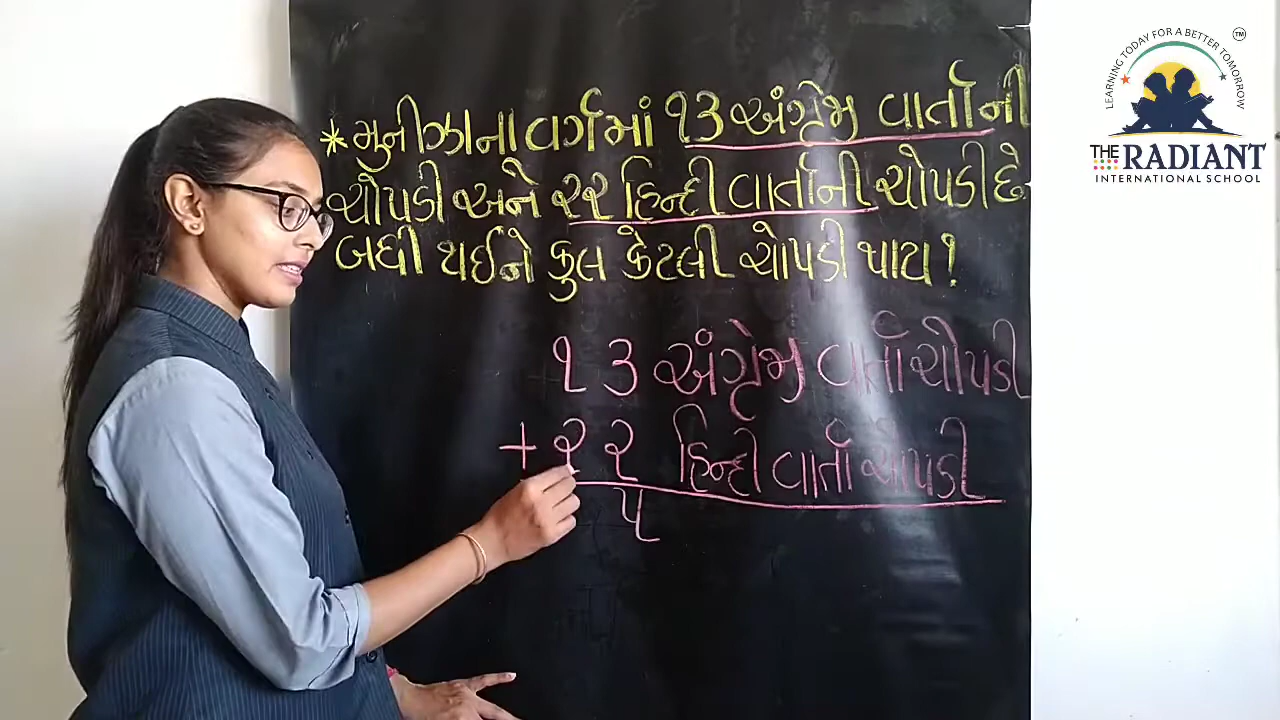 * મુનીઝાના વર્ગમાં ૧૩ અંગ્રેજી વાર્તાની
ચોપડી અને ૨૨ હિન્દી વાર્તાની ચોપડી છે.
બધી થઈને કુલ કેટલી ચોપડી થાય?
૧૩ અંગ્રેજી વાર્તા ચોપડી
+૨૨ હિન્દી વાર્તા ચોપડી
૫
LEARNING TODAY FOR A BETTER TOMORROW
TM
THE RADIANT
INTERNATIONAL SCHOOL